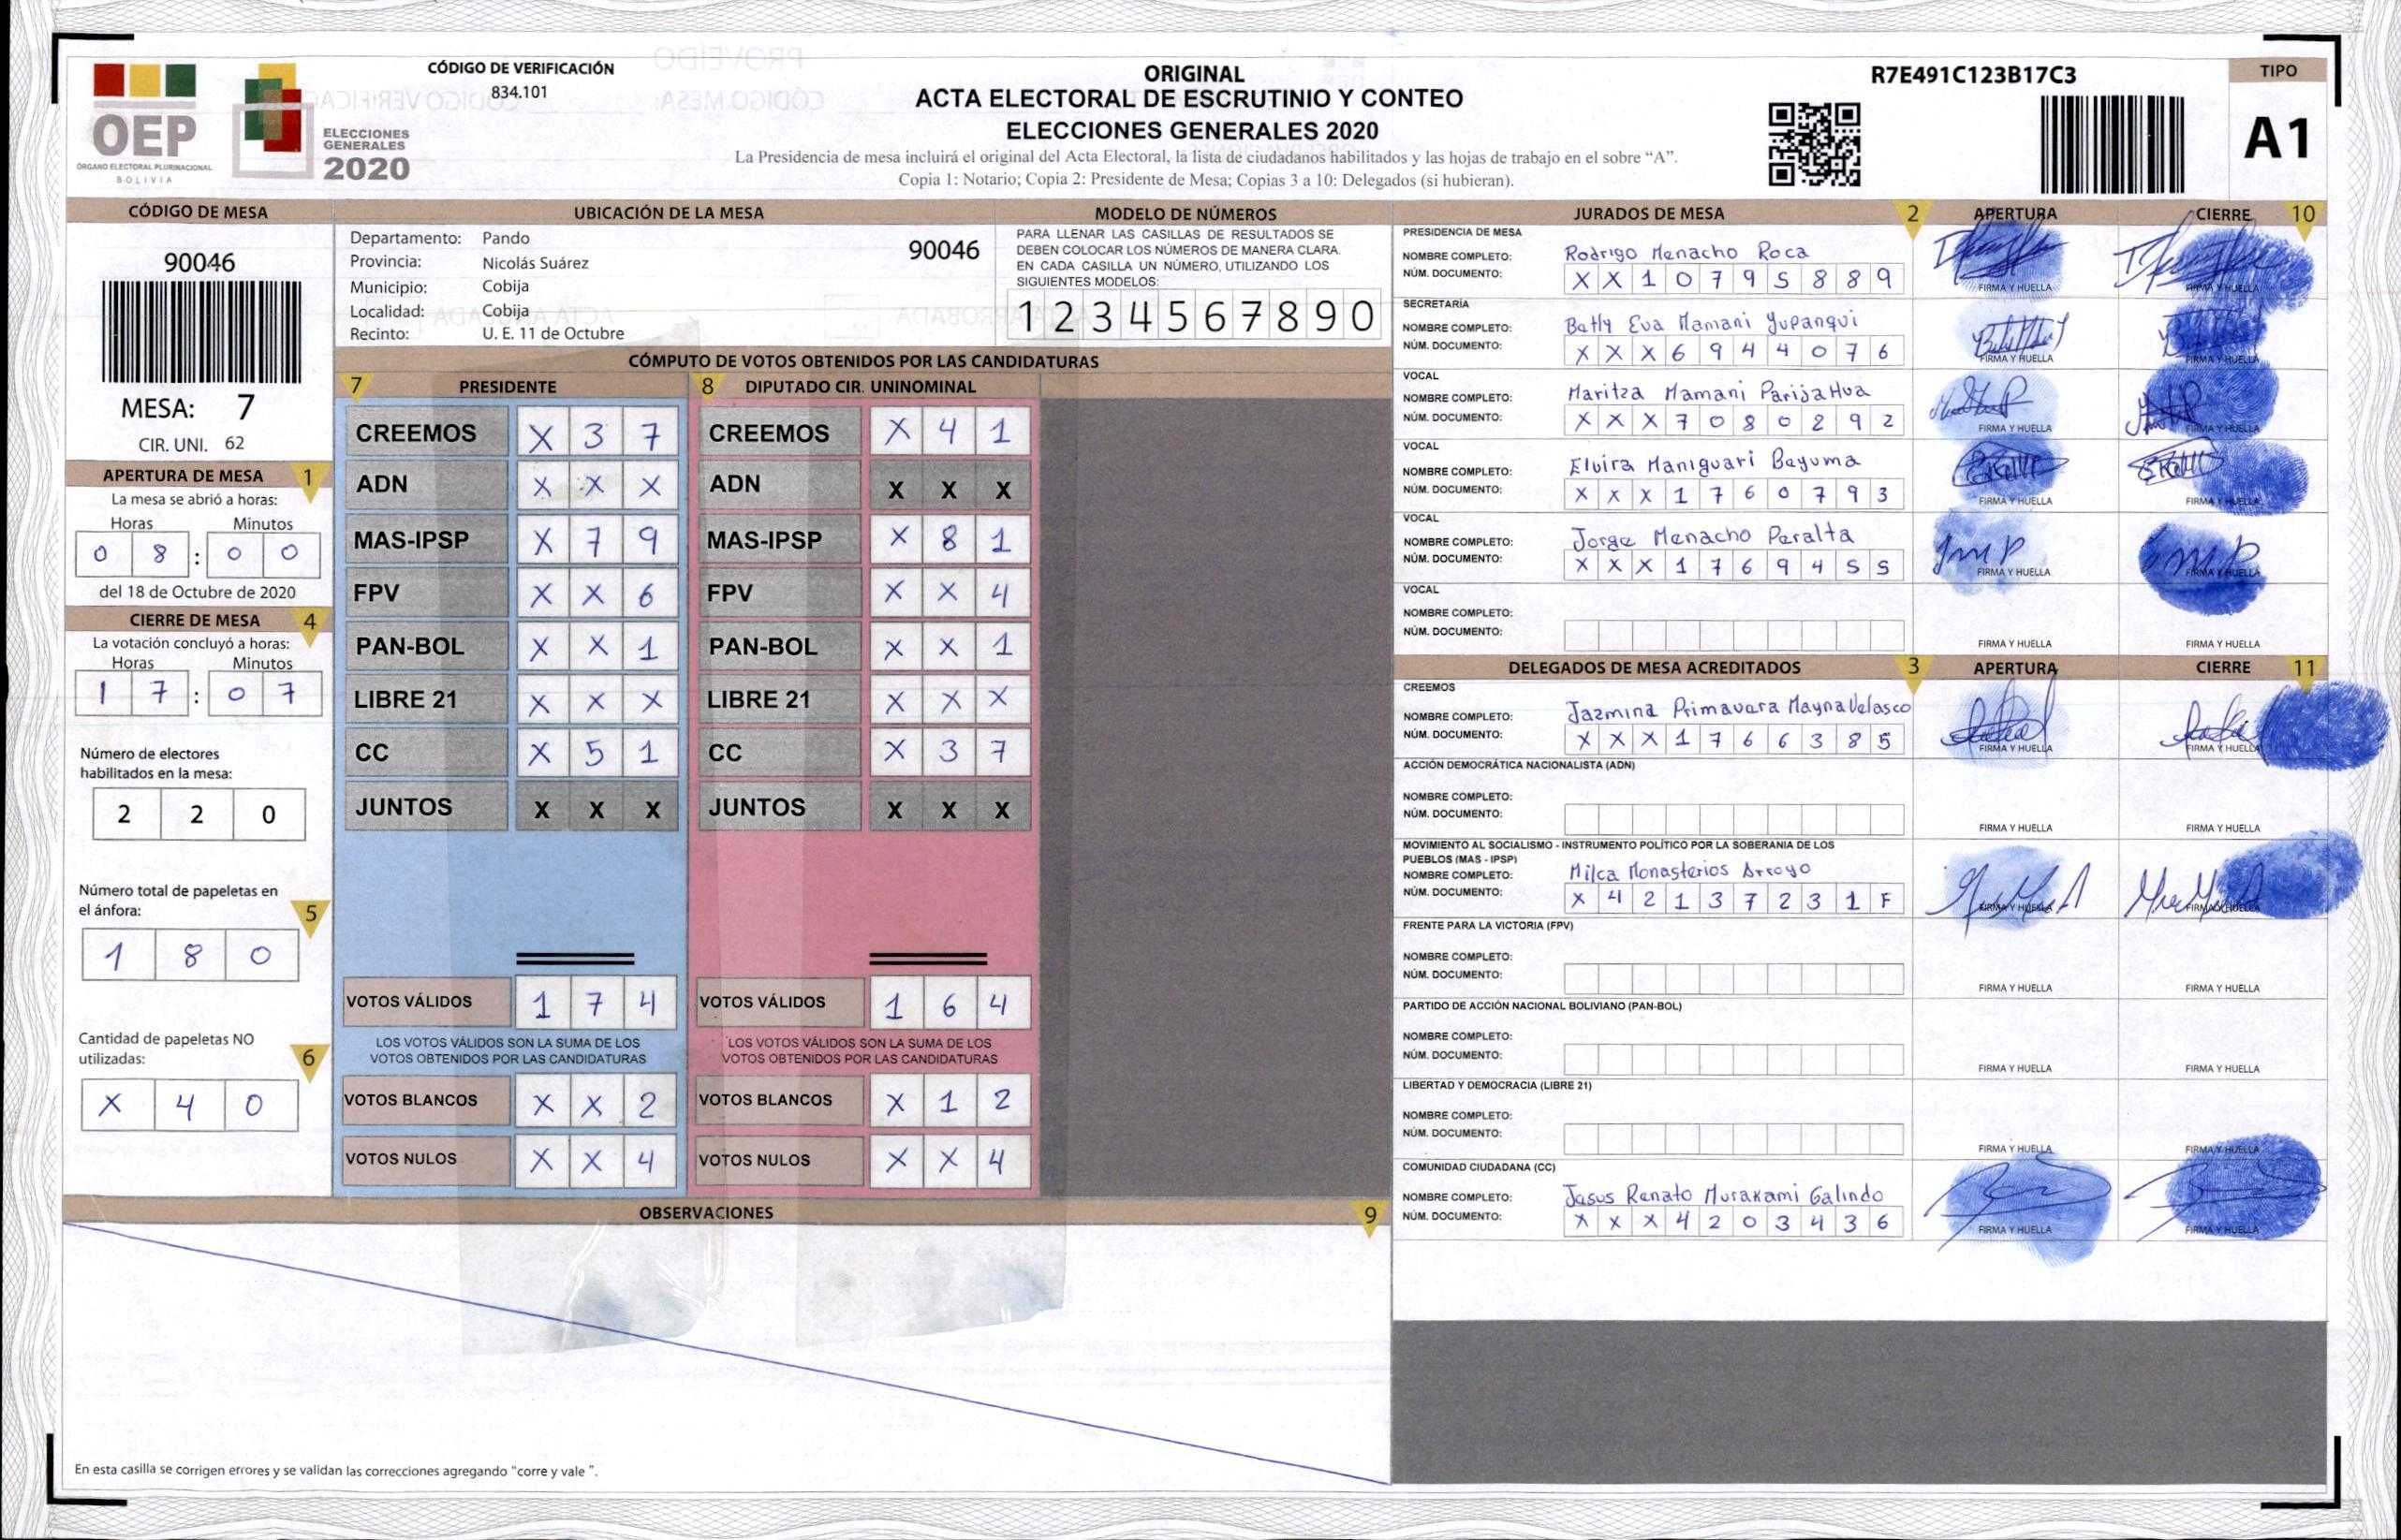 CÓDIGO DE VERIFICACIÓN
834.101
OEP
ÓRGANO ELECTORAL PLURINACIONAL
BOLIVIA
ELECCIONES
GENERALES
2020
ORIGINAL
ACTA ELECTORAL DE ESCRUTINIO Y CONTEO
ELECCIONES GENERALES 2020
La Presidencia de mesa incluirá el original del Acta Electoral, la lista de ciudadanos habilitados y las hojas de trabajo en el sobre “A”.
Copia 1: Notario; Copia 2: Presidente de Mesa; Copias 3 a 10: Delegados (si hubieran).
R7E491C123B17C3
TIPO
A1
CÓDIGO DE MESA
90046
MESA: 7
CIR. UNI. 62
APERTURA DE MESA 1
La mesa se abrió a horas:
Horas Minutos
0 8 : 0 0
del 18 de Octubre de 2020
CIERRE DE MESA 4
La votación concluyó a horas:
Horas Minutos
1 7 : 0 7
Número de electores
habilitados en la mesa:
2 2 0
Número total de papeletas en
el ánfora: 5
1 8 0
Cantidad de papeletas NO
utilizadas: 6
X 4 0
UBICACIÓN DE LA MESA
Departamento: Pando
90046
Provincia: Nicolás Suárez
Municipio: Cobija
Localidad: Cobija
Recinto: U. E. 11 de Octubre
MODELO DE NÚMEROS
PARA LLENAR LAS CASILLAS DE RESULTADOS SE
DEBEN COLOCAR LOS NÚMEROS DE MANERA CLARA.
EN CADA CASILLA UN NÚMERO, UTILIZANDO LOS
SIGUIENTES MODELOS:
1 2 3 4 5 6 7 8 9 0
CÓMPUTO DE VOTOS OBTENIDOS POR LAS CANDIDATURAS
7 PRESIDENTE
CREEMOS X 3 7
ADN X X X
MAS-IPSP X 7 9
FPV X X 6
PAN-BOL X X 1
LIBRE 21 X X X
CC X 5 1
JUNTOS X X X
VOTOS VÁLIDOS 1 7 4
LOS VOTOS VÁLIDOS SON LA SUMA DE LOS
VOTOS OBTENIDOS POR LAS CANDIDATURAS
VOTOS BLANCOS X X 2
VOTOS NULOS X X 4
8 DIPUTADO CIR. UNINOMINAL
CREEMOS X 4 1
ADN X X X
MAS-IPSP X 8 1
FPV X X 4
PAN-BOL X X 1
LIBRE 21 X X X
CC X 3 7
JUNTOS X X X
VOTOS VÁLIDOS 1 6 4
LOS VOTOS VÁLIDOS SON LA SUMA DE LOS
VOTOS OBTENIDOS POR LAS CANDIDATURAS
VOTOS BLANCOS X 1 2
VOTOS NULOS X X 4
OBSERVACIONES 9
En esta casilla se corrigen errores y se validan las correcciones agregando “corre y vale ”.
JURADOS DE MESA 2 APERTURA CIERRE 10
PRESIDENCIA DE MESA
NOMBRE COMPLETO: Rodrigo Menacho Roca
NÚM. DOCUMENTO: X X 1 0 7 9 5 8 8 9
FIRMA Y HUELLA FIRMA Y HUELLA
SECRETARÍA
NOMBRE COMPLETO: Betty Eva Mamani Yupanqui
NÚM. DOCUMENTO: X X X 6 9 4 4 0 7 6
FIRMA Y HUELLA FIRMA Y HUELLA
VOCAL
NOMBRE COMPLETO: Maritza Mamani
NÚM. DOCUMENTO: X X X 7 0 8 0 2 9 2
FIRMA Y HUELLA FIRMA Y HUELLA
VOCAL
NOMBRE COMPLETO: Elvira Maniguari Beyuma
NÚM. DOCUMENTO: X X X 1 7 6 0 7 9 3
FIRMA Y HUELLA FIRMA Y HUELLA
VOCAL
NOMBRE COMPLETO: Jorge Menacho Peralta
NÚM. DOCUMENTO: X X X 1 7 6 9 4 5 5
FIRMA Y HUELLA FIRMA Y HUELLA
VOCAL
NOMBRE COMPLETO:
NÚM. DOCUMENTO:
FIRMA Y HUELLA FIRMA Y HUELLA
DELEGADOS DE MESA ACREDITADOS 3 APERTURA CIERRE 11
CREEMOS
NOMBRE COMPLETO: Jazmina Primavera Mayna Velasco
NÚM. DOCUMENTO: X X X 1 7 6 6 3 8 5
FIRMA Y HUELLA FIRMA Y HUELLA
ACCIÓN DEMOCRÁTICA NACIONALISTA (ADN)
NOMBRE COMPLETO:
NÚM. DOCUMENTO:
FIRMA Y HUELLA FIRMA Y HUELLA
MOVIMIENTO AL SOCIALISMO - INSTRUMENTO POLÍTICO POR LA SOBERANIA DE LOS
PUEBLOS (MAS - IPSP)
NOMBRE COMPLETO: Milca Monasterios Arroyo
NÚM. DOCUMENTO: X 4 2 1 3 7 2 3 1 F
FIRMA Y HUELLA FIRMA Y HUELLA
FRENTE PARA LA VICTORIA (FPV)
NOMBRE COMPLETO:
NÚM. DOCUMENTO:
FIRMA Y HUELLA FIRMA Y HUELLA
PARTIDO DE ACCIÓN NACIONAL BOLIVIANO (PAN-BOL)
NOMBRE COMPLETO:
NÚM. DOCUMENTO:
FIRMA Y HUELLA FIRMA Y HUELLA
LIBERTAD Y DEMOCRACIA (LIBRE 21)
NOMBRE COMPLETO:
NÚM. DOCUMENTO:
FIRMA Y HUELLA FIRMA Y HUELLA
COMUNIDAD CIUDADANA (CC)
NOMBRE COMPLETO: Jesus Renato Murakami Galindo
NÚM. DOCUMENTO: X X X 4 2 0 3 4 3 6
FIRMA Y HUELLA FIRMA Y HUELLA